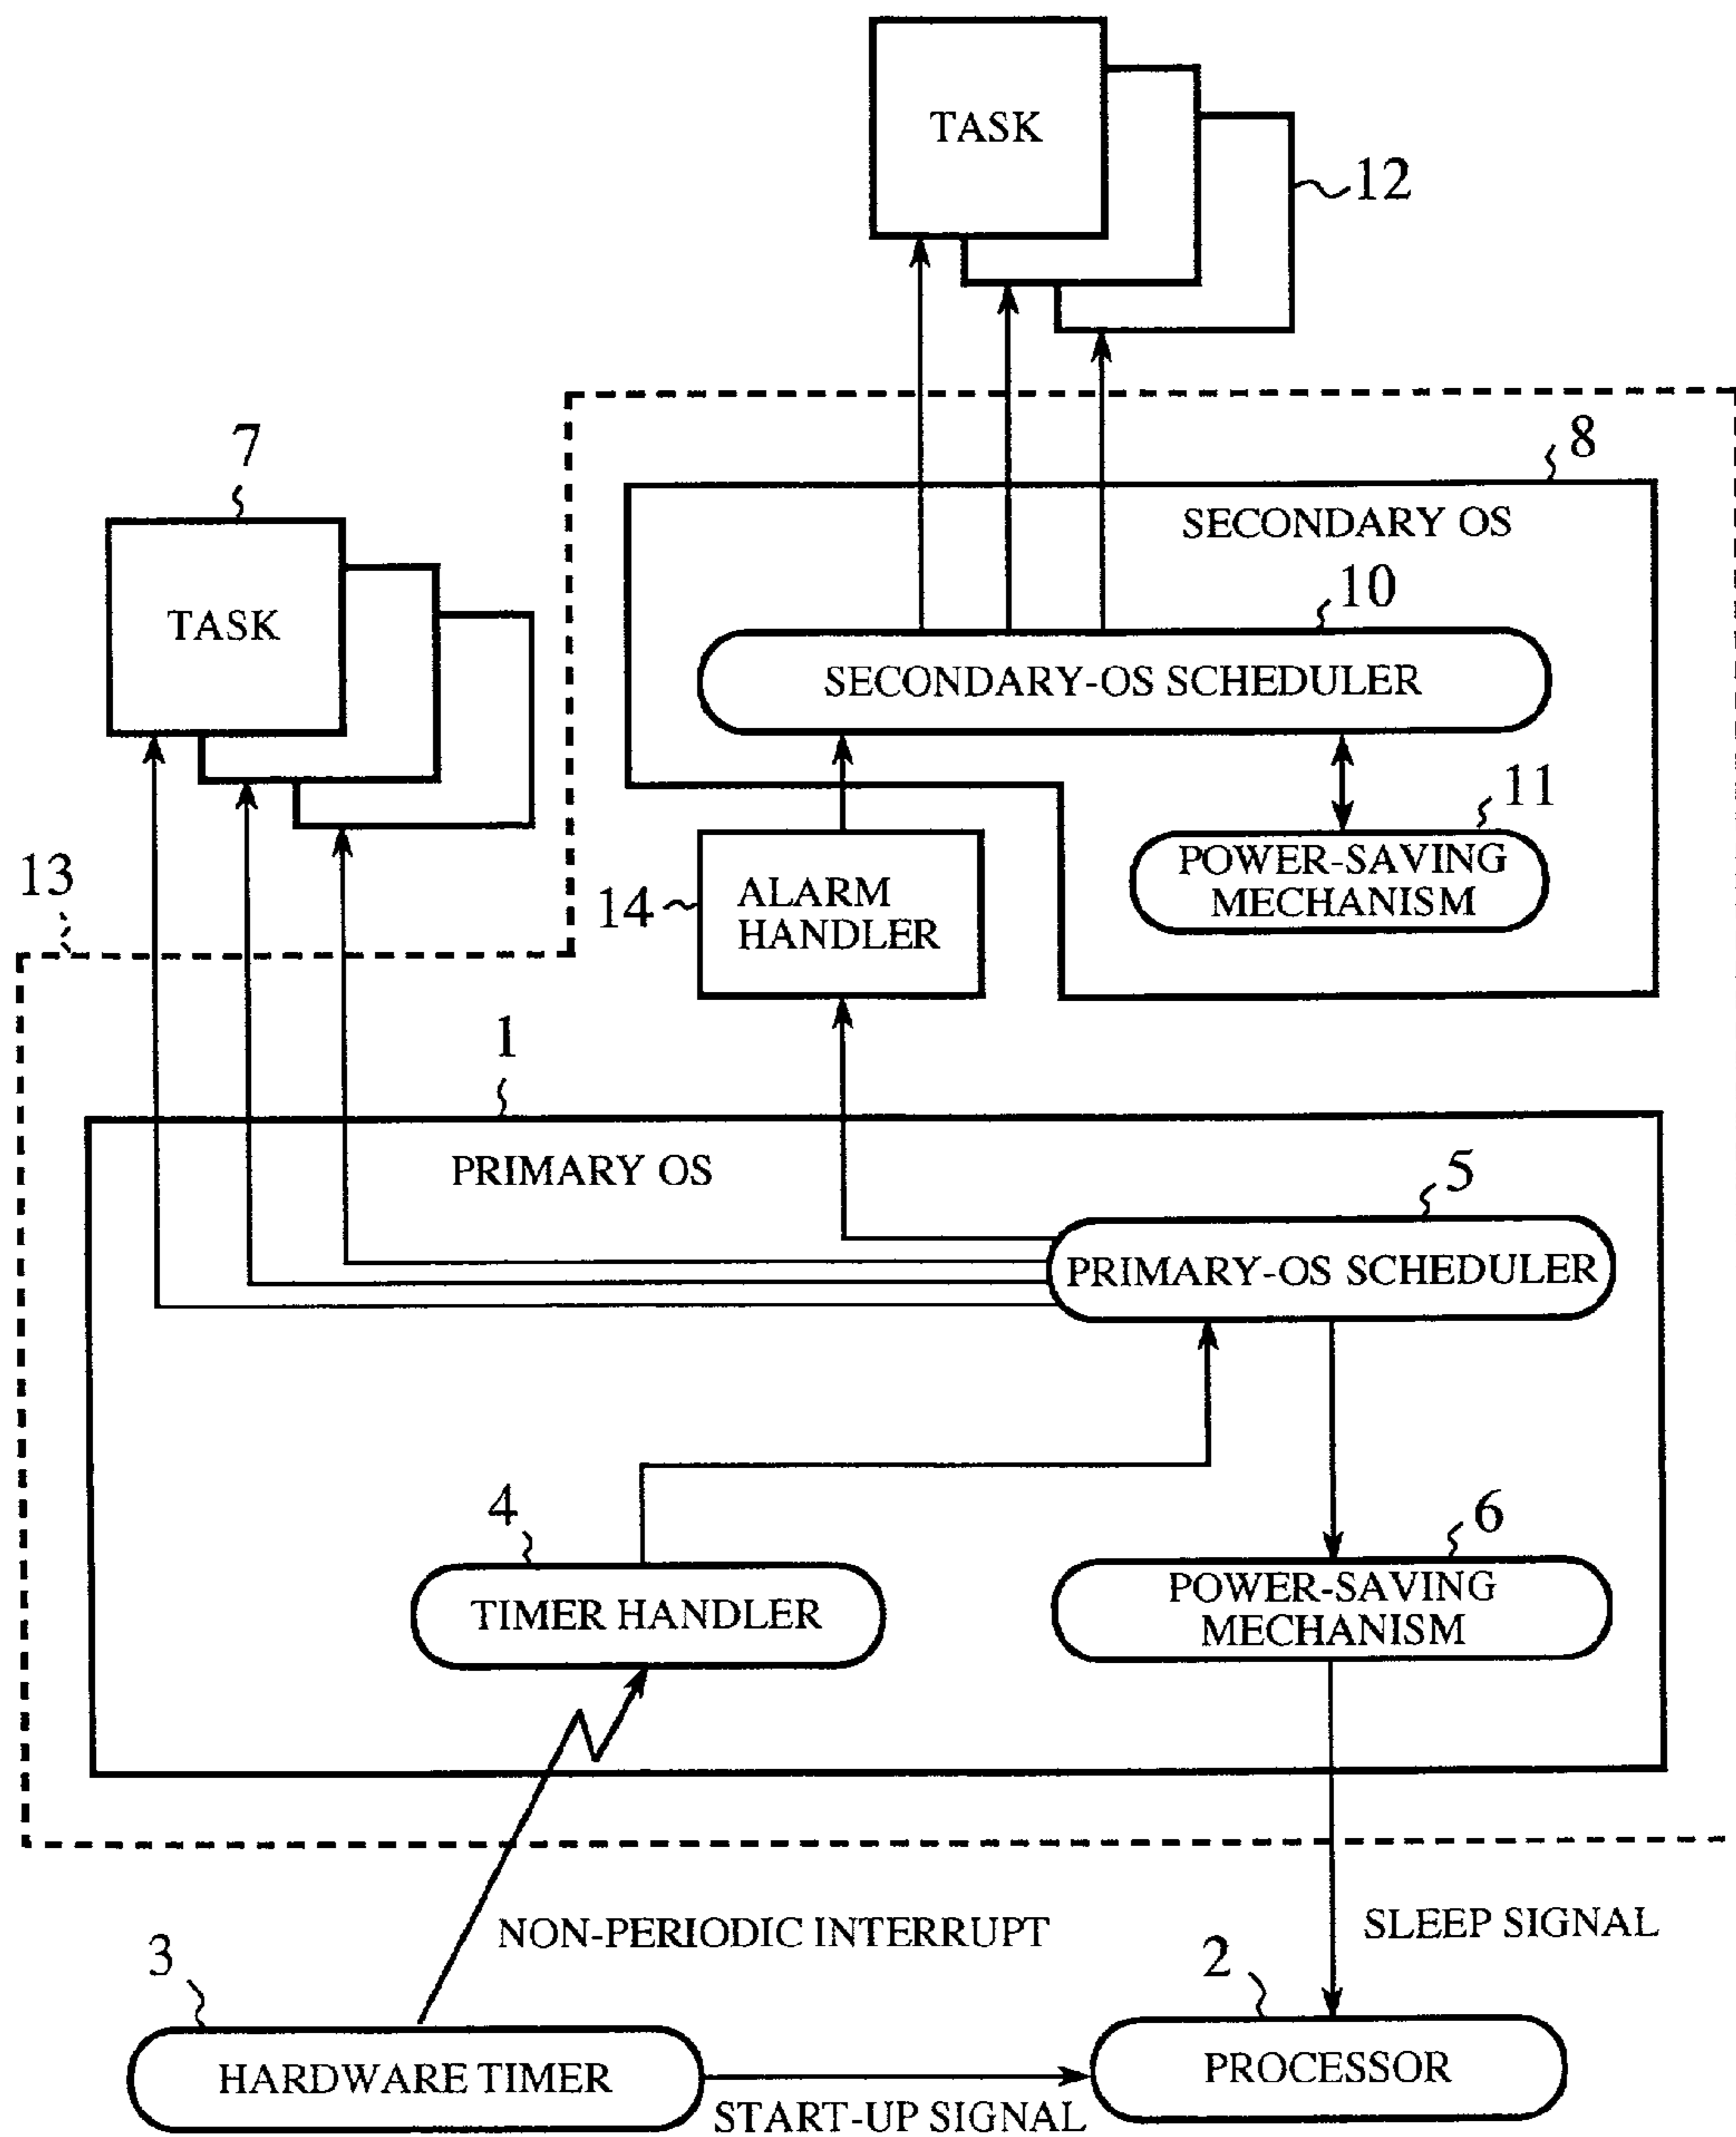 TASK
12
8
7
SECONDARY OS
10
TASK
SECONDARY-OS SCHEDULER
11
13
14
ALARM
HANDLER
POWER-SAVING
MECHANISM
1
PRIMARY OS
5
PRIMARY-OS SCHEDULER
4
6
TIMER HANDLER
POWER-SAVING
MECHANISM
NON-PERIODIC INTERRUPT
SLEEP SIGNAL
3
2
HARDWARE TIMER
PROCESSOR
START-UP SIGNAL